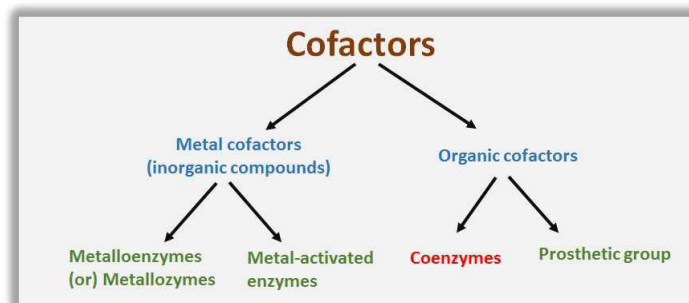 Cofactors
Metal cofactors
(inorganic compounds)
Organic cofactors
Metalloenzymes
(or) Metallozymes
Metal-activated
enzymes
Coenzymes
Prosthetic group